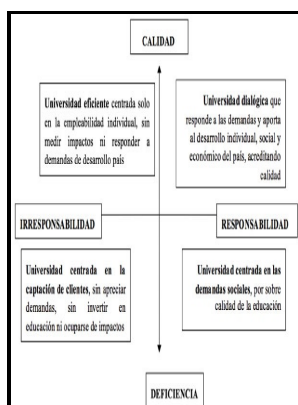 CALIDAD
Universidad eficiente centrada solo
en la empleabilidad individual, sin
medir impactos ni responder a
demandas de desarrollo país
Universidad dialógica que
responde a las demandas y aporta
al desarrollo individual, social y
económico del país, acreditando
calidad
IRRESPONSABILIDAD
RESPONSABILIDAD
Universidad centrada en la
captación de clientes, sin apreciar
demandas, sin invertir en
educación ni ocuparse de impactos
Universidad centrada en las
demandas sociales, por sobre
calidad de la educación
DEFICIENCIA